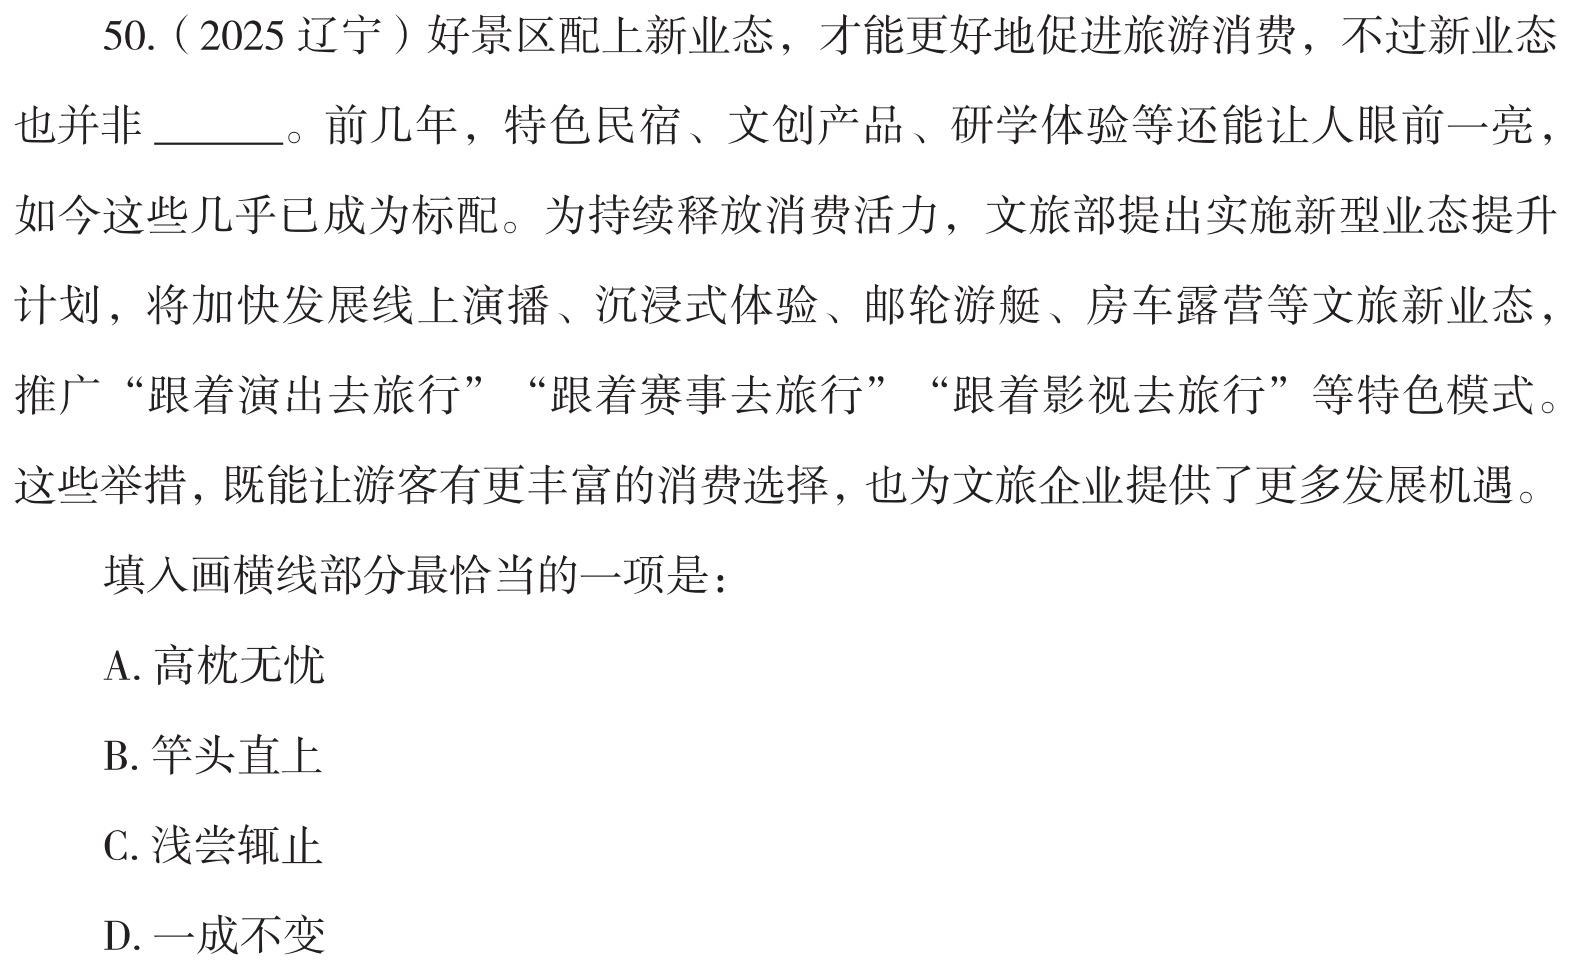 50.（2025 辽宁）好景区配上新业态，才能更好地促进旅游消费，不过新业态
也并非 ______。前几年，特色民宿、文创产品、研学体验等还能让人眼前一亮，
如今这些几乎已成为标配。为持续释放消费活力，文旅部提出实施新型业态提升
计划，将加快发展线上演播、沉浸式体验、邮轮游艇、房车露营等文旅新业态，
推广“跟着演出去旅行”“跟着赛事去旅行”“跟着影视去旅行”等特色模式。
这些举措，既能让游客有更丰富的消费选择，也为文旅企业提供了更多发展机遇。
填入画横线部分最恰当的一项是：
A. 高枕无忧
B. 竿头直上
C. 浅尝辄止
D. 一成不变